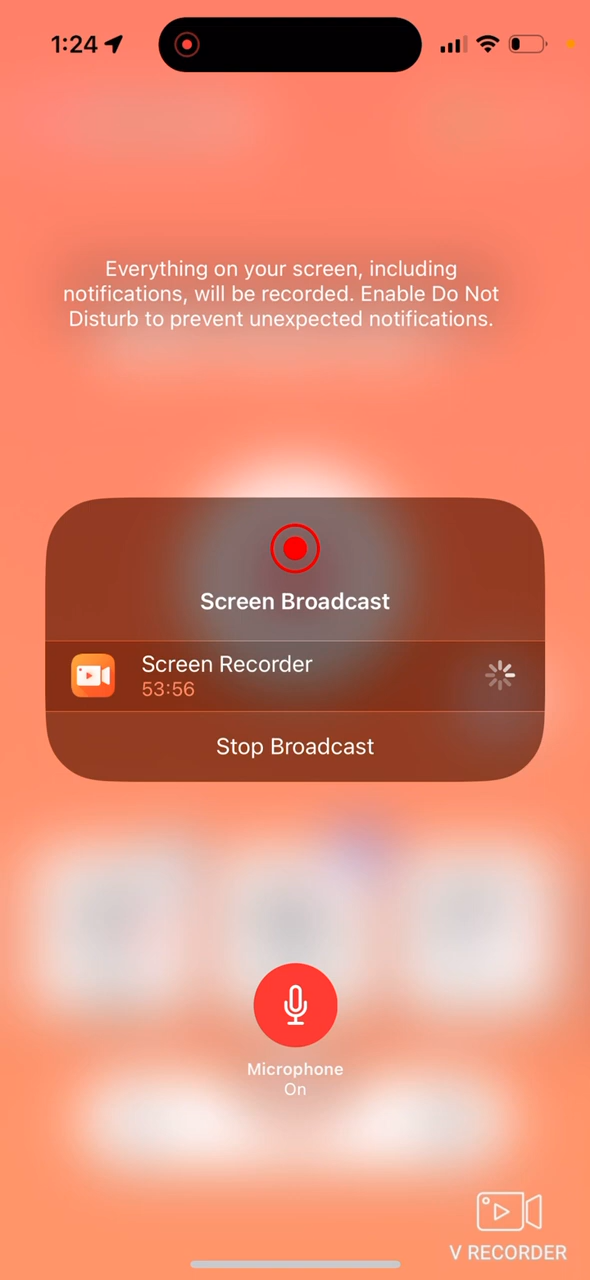 1:24
Everything on your screen, including
notifications, will be recorded. Enable Do Not
Disturb to prevent unexpected notifications.
Screen Broadcast
Screen Recorder
53:56
Stop Broadcast
Microphone
On
V RECORDER